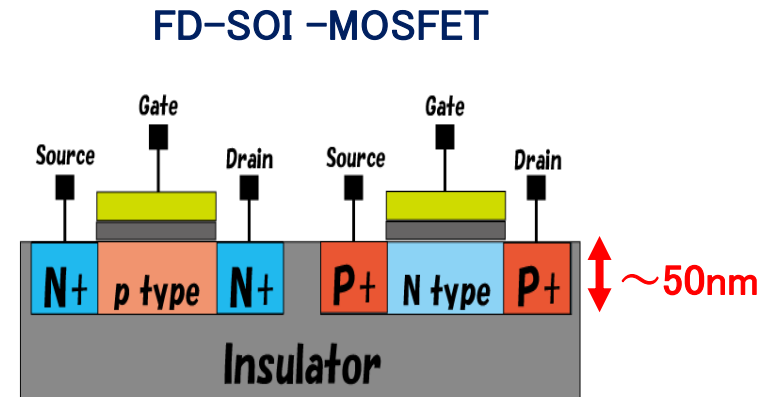 FD-SOI -MOSFET
Gate
Gate
Source
Drain
Source
Drain
N+
p type
N+
P+
N type
P+
～50nm
Insulator